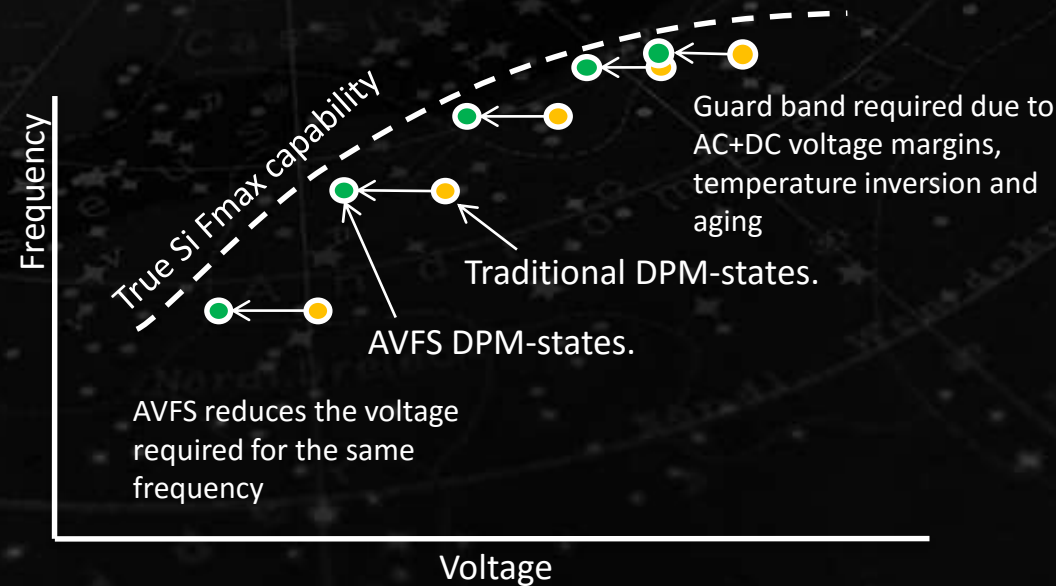 True Si Fmax capability
Frequency
Guard band required due to
AC+DC voltage margins,
temperature inversion and
aging
Traditional DPM-states.
AVFS DPM-states.
AVFS reduces the voltage
required for the same
frequency
Voltage